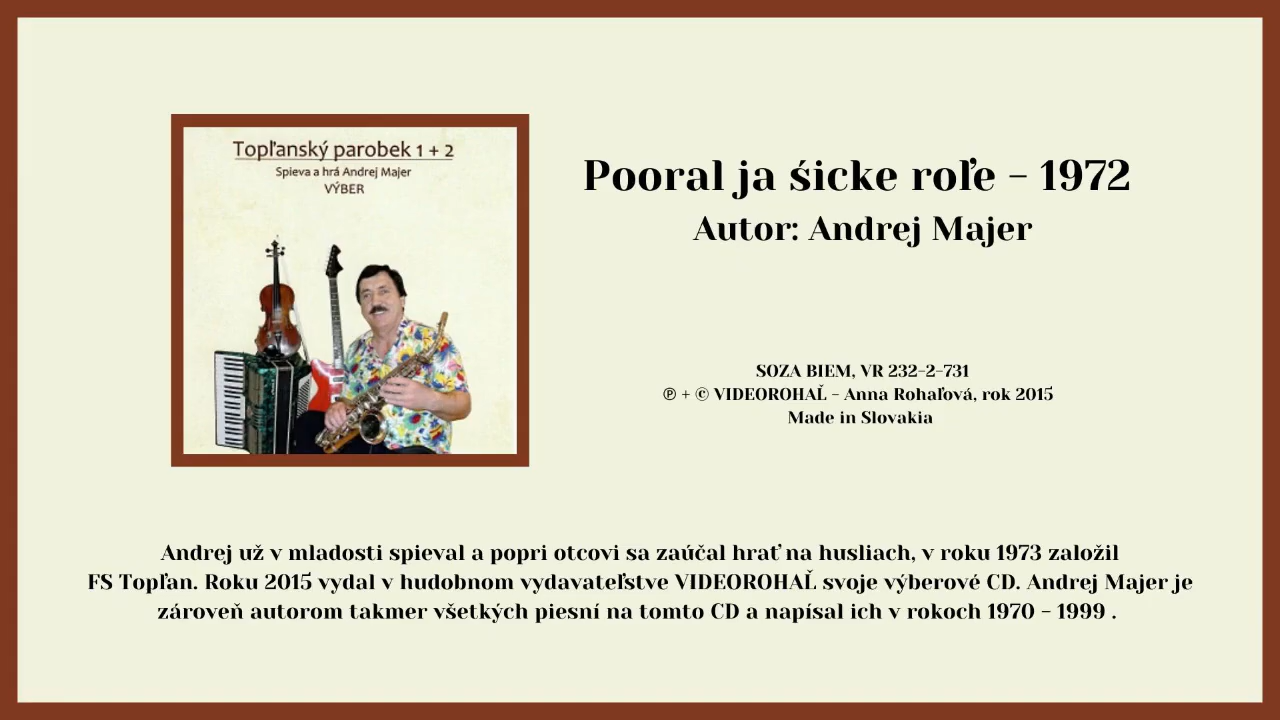 Topľanský parobek 1 + 2
Spieva a hrá Andrej Majer
VÝBER
Pooral ja śicke roľe - 1972
Autor: Andrej Majer
SOZA BIEM, VR 232-2-731
℗ + © VIDEOROHAĽ - Anna Rohaľová, rok 2015
Made in Slovakia
Andrej už v mladosti spieval a popri otcovi sa zaúčal hrať na husliach, v roku 1973 založil
FS Topľan. Roku 2015 vydal v hudobnom vydavateľstve VIDEOROHAĽ svoje výberové CD. Andrej Majer je
zároveň autorom takmer všetkých piesní na tomto CD a napísal ich v rokoch 1970 - 1999 .